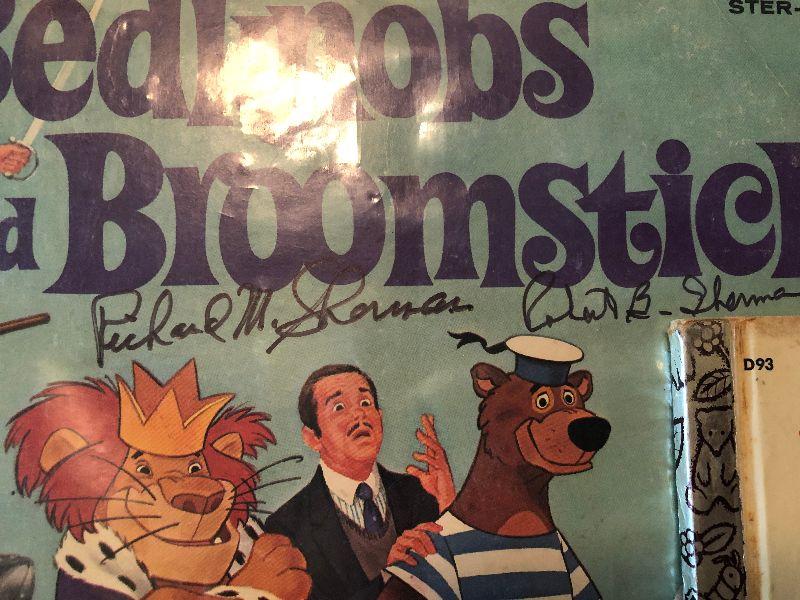 STER-
Bedknobs
d Broomstick
Richard M. Sherman Robert B. Sherman
D93